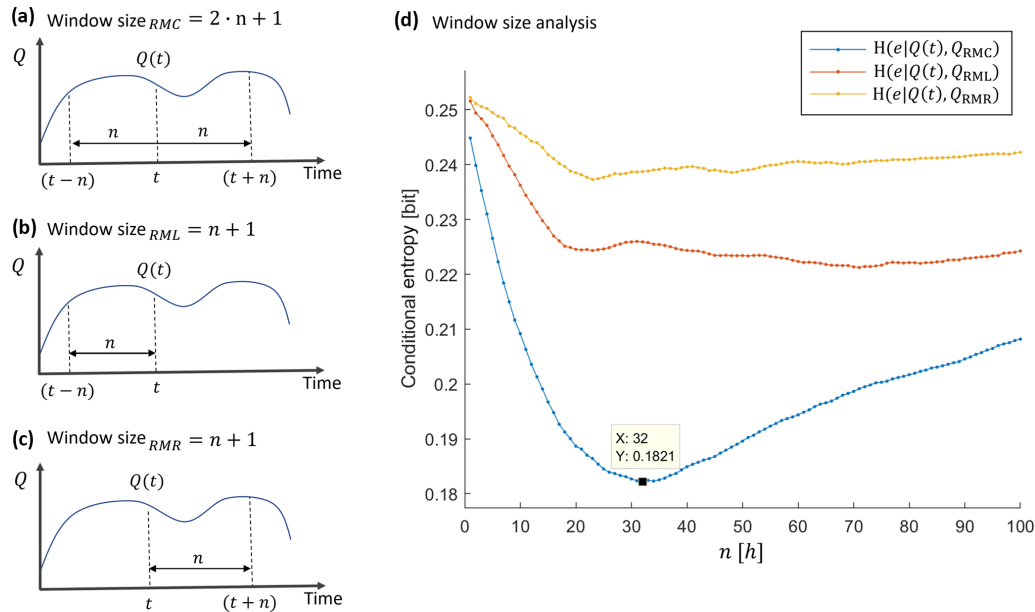 (a) Window size RMC = 2 · n + 1
Q
Q(t)
n n
(t − n) t (t + n) Time
(b) Window size RML = n + 1
Q
Q(t)
n
(t − n) t Time
(c) Window size RMR = n + 1
Q
Q(t)
n
t (t + n) Time
(d) Window size analysis
H(e|Q(t), QRMC)
H(e|Q(t), QRML)
H(e|Q(t), QRMR)
Conditional entropy [bit]
0.25
0.24
0.23
0.22
0.21
0.2
0.19
0.18
X: 32
Y: 0.1821
0 10 20 30 40 50 60 70 80 90 100
n [h]